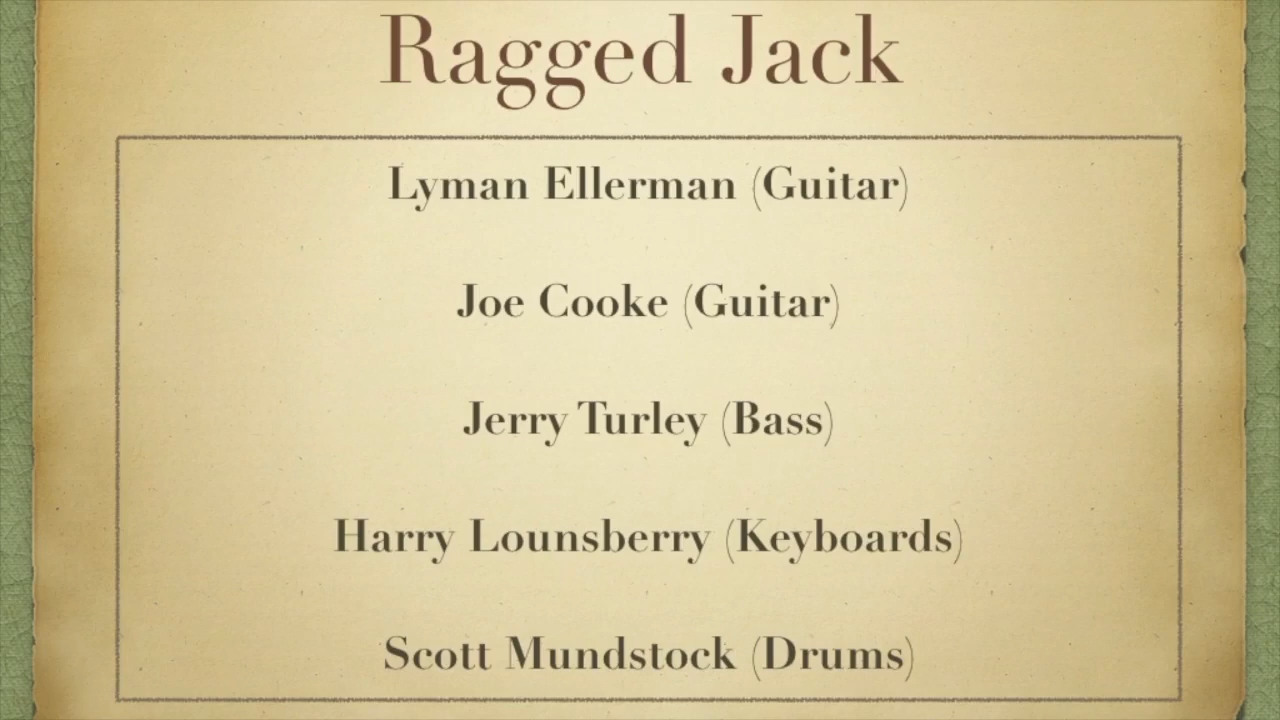 Ragged Jack
Lyman Ellerman (Guitar)
Joe Cooke (Guitar)
Jerry Turley (Bass)
Harry Lounsberry (Keyboards)
Scott Mundstock (Drums)